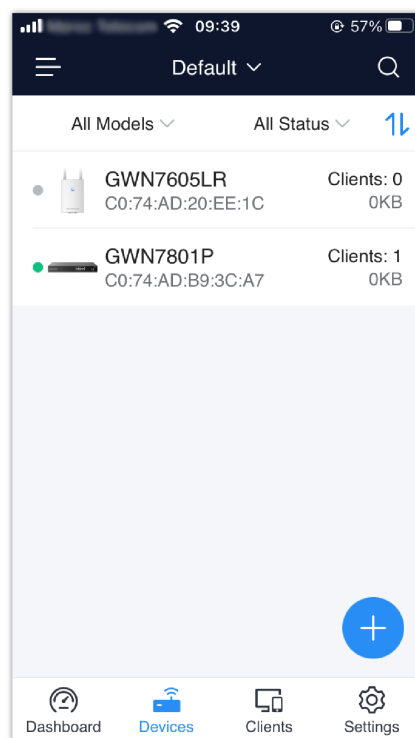 09:39 57%
Default
All Models All Status
GWN7605LR Clients: 0
C0:74:AD:20:EE:1C 0KB
GWN7801P Clients: 1
C0:74:AD:B9:3C:A7 0KB
Dashboard Devices Clients Settings